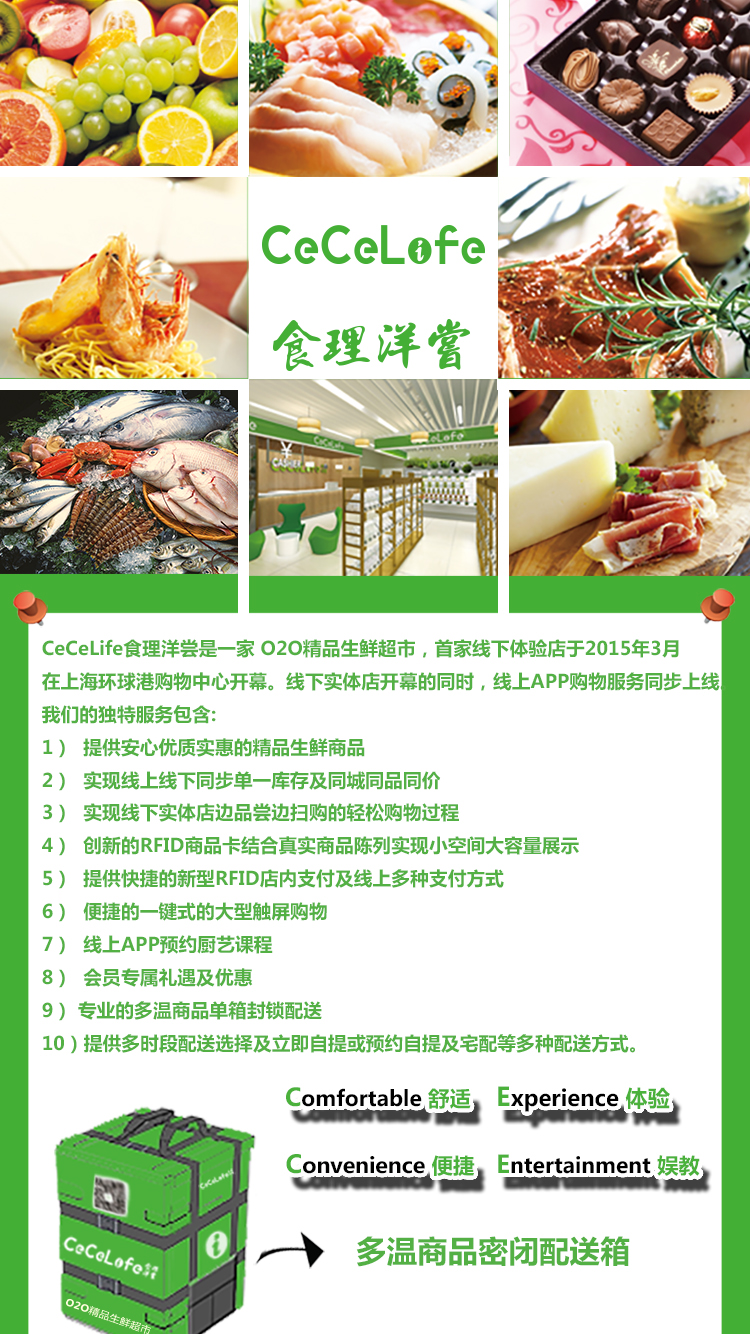 CeCeLife
食理洋嘗
CeCeLife
CeCeLife
¥
CASHIER
CeCeLife食理洋尝是一家 O2O精品生鲜超市，首家线下体验店于2015年3月
在上海环球港购物中心开幕。线下实体店开幕的同时，线上APP购物服务同步上线.
我们的独特服务包含:
1） 提供安心优质实惠的精品生鲜商品
2） 实现线上线下同步单一库存及同城同品同价
3） 实现线下实体店边品尝边扫购的轻松购物过程
4） 创新的RFID商品卡结合真实商品陈列实现小空间大容量展示
5） 提供快捷的新型RFID店内支付及线上多种支付方式
6） 便捷的一键式的大型触屏购物
7） 线上APP预约厨艺课程
8） 会员专属礼遇及优惠
9） 专业的多温商品单箱封锁配送
10）提供多时段配送选择及立即自提或预约自提及宅配等多种配送方式。
Comfortable 舒适 Experience 体验
Convenience 便捷 Entertainment 娱教
多温商品密闭配送箱
CeCeLife
CeCeLife
O2O精品生鲜超市